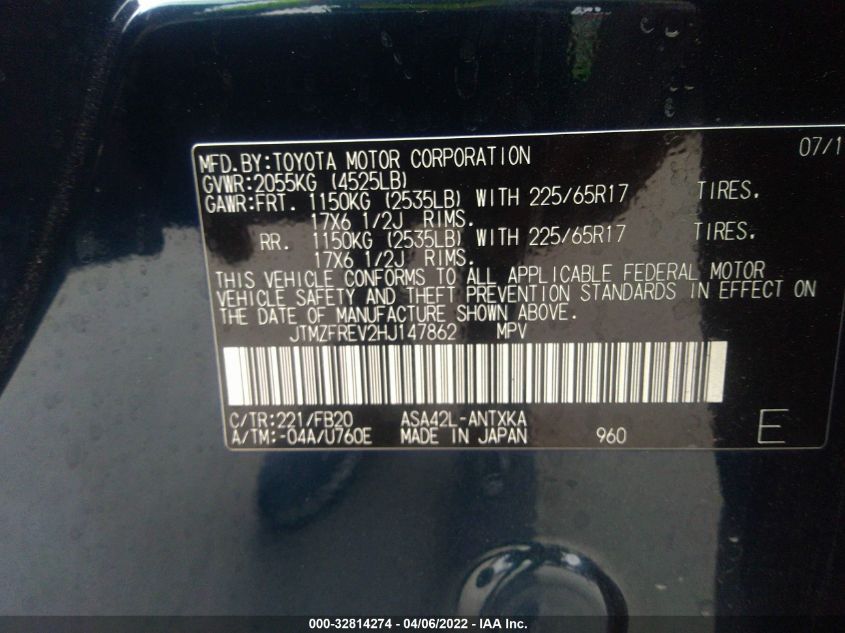 MFD.BY:TOYOTA MOTOR CORPORATION 07/1
GVWR:2055KG (4525LB)
GAWR:FRT. 1150KG (2535LB) WITH 225/65R17 TIRES.
17X6 1/2J RIMS.
RR. 1150KG (2535LB) WITH 225/65R17 TIRES.
17X6 1/2J RIMS.
THIS VEHICLE CONFORMS TO ALL APPLICABLE FEDERAL MOTOR
VEHICLE SAFETY AND THEFT PREVENTION STANDARDS IN EFFECT ON
THE DATE OF MANUFACTURE SHOWN ABOVE.
JTMZFREV2HJ147862 MPV
C/TR:221/FB20 ASA42L-ANTXKA
A/TM:-04A/U760E MADE IN JAPAN 960 E
000-32814274 - 04/06/2022 - IAA Inc.